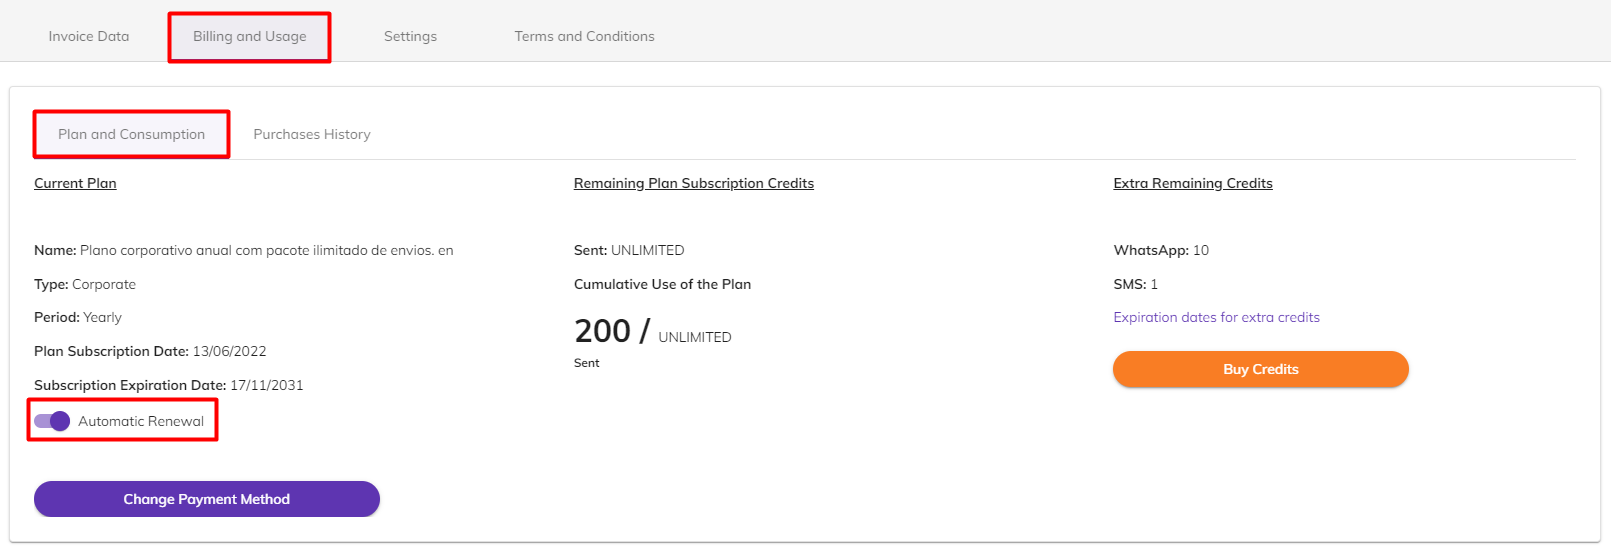 Invoice Data
Billing and Usage
Settings
Terms and Conditions
Plan and Consumption
Purchases History
Current Plan
Name: Plano corporativo anual com pacote ilimitado de envios. en
Type: Corporate
Period: Yearly
Plan Subscription Date: 13/06/2022
Subscription Expiration Date: 17/11/2031
Automatic Renewal
Change Payment Method
Remaining Plan Subscription Credits
Sent: UNLIMITED
Cumulative Use of the Plan
200 / UNLIMITED
Sent
Extra Remaining Credits
WhatsApp: 10
SMS: 1
Expiration dates for extra credits
Buy Credits